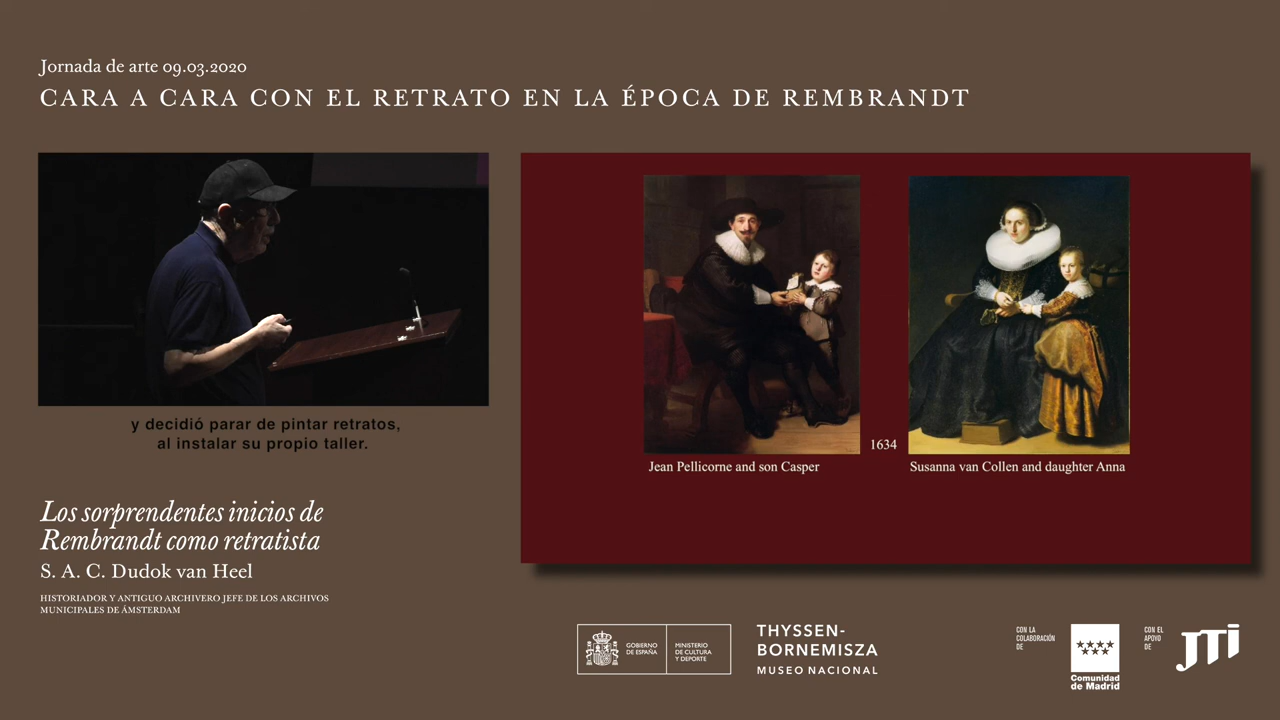 Jornada de arte 09.03.2020
CARA A CARA CON EL RETRATO EN LA ÉPOCA DE REMBRANDT
y decidió parar de pintar retratos,
al instalar su propio taller.
1634
Jean Pellicorne and son Casper
Susanna van Collen and daughter Anna
Los sorprendentes inicios de
Rembrandt como retratista
S. A. C. Dudok van Heel
HISTORIADOR Y ANTIGUO ARCHIVERO JEFE DE LOS ARCHIVOS
MUNICIPALES DE ÁMSTERDAM
GOBIERNO
DE ESPAÑA
MINISTERIO
DE CULTURA
Y DEPORTE
THYSSEN-
BORNEMISZA
MUSEO NACIONAL
CON LA
COLABORACIÓN
DE
Comunidad
de Madrid
CON EL
APOYO
DE
JTi